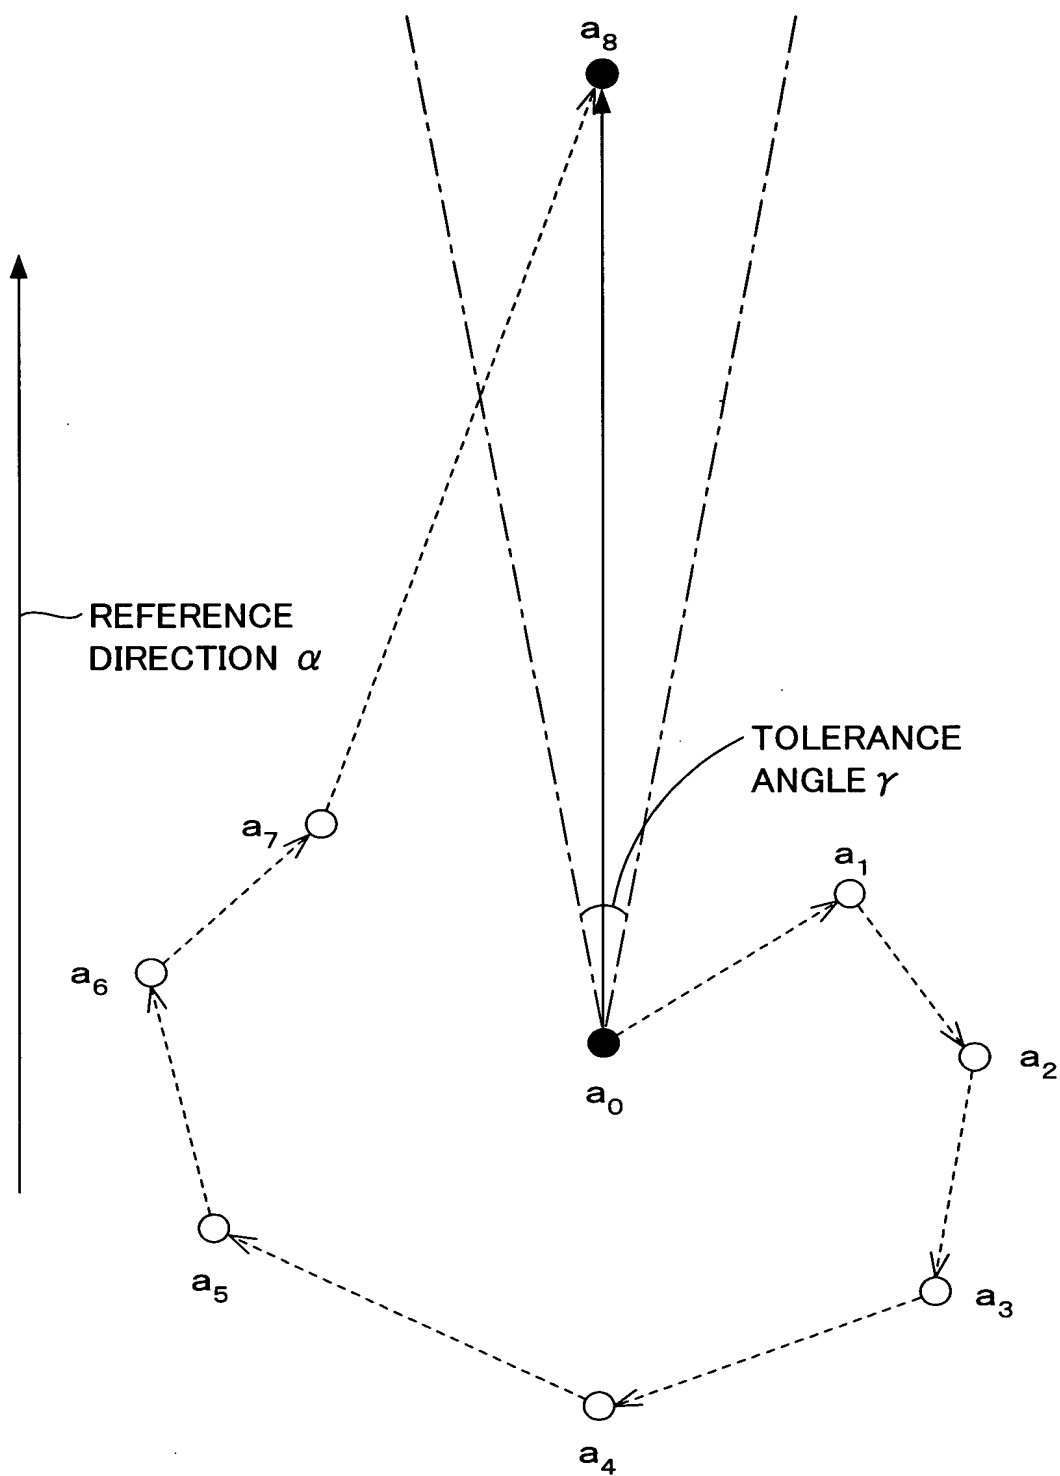 a8
REFERENCE
DIRECTION α
TOLERANCE
ANGLE γ
a7
a1
a6
a2
a0
a5
a3
a4